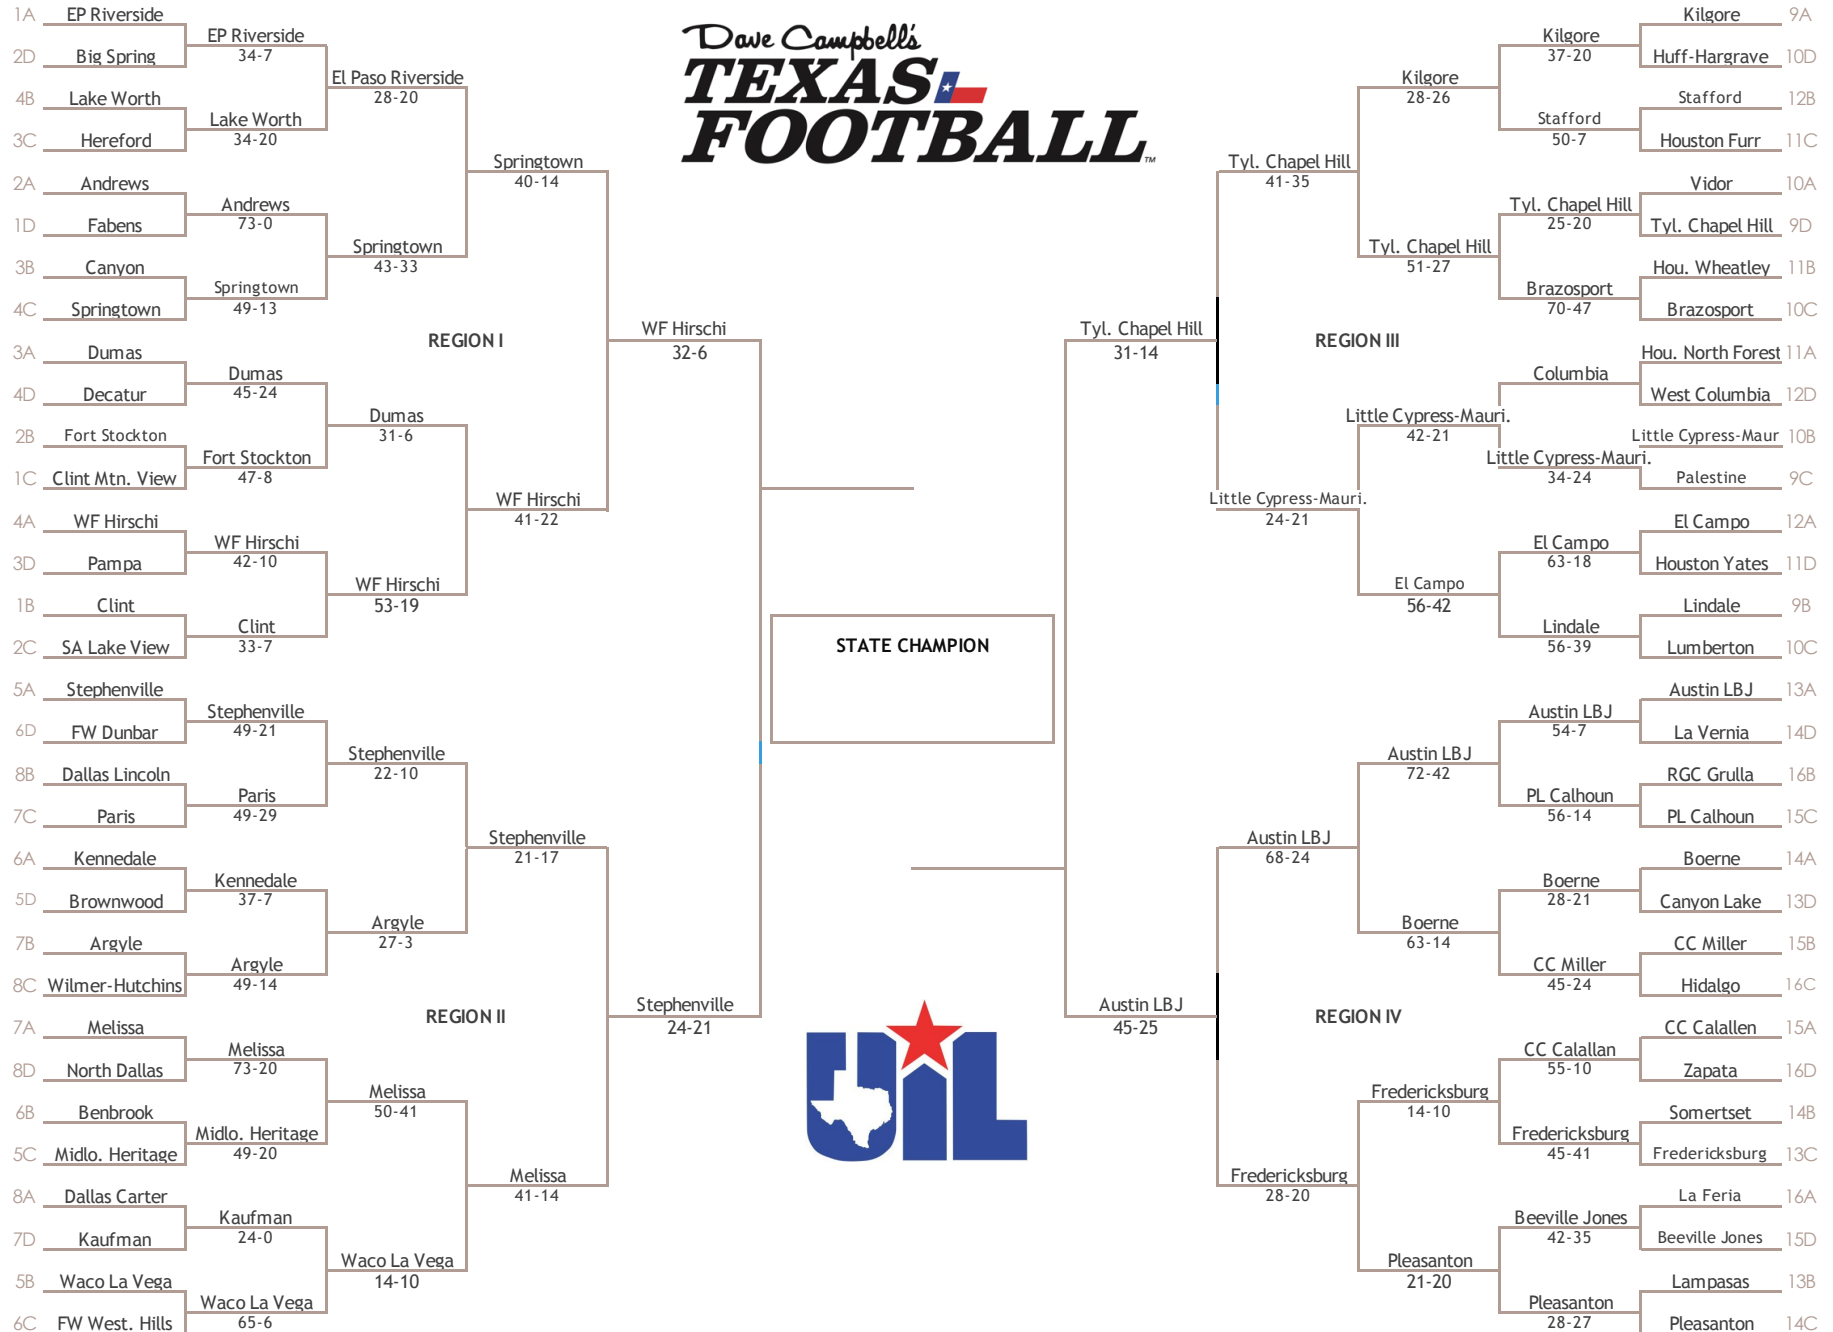 Dave Campbell's
TEXAS
FOOTBALL™
1A EP Riverside
EP Riverside
34-7
2D Big Spring
El Paso Riverside
28-20
4B Lake Worth
Lake Worth
34-20
3C Hereford
Springtown
40-14
2A Andrews
Andrews
73-0
1D Fabens
Springtown
43-33
3B Canyon
Springtown
49-13
4C Springtown
REGION I
WF Hirschi
32-6
3A Dumas
Dumas
45-24
4D Decatur
Dumas
31-6
2B Fort Stockton
Fort Stockton
47-8
1C Clint Mtn. View
WF Hirschi
41-22
4A WF Hirschi
WF Hirschi
42-10
3D Pampa
WF Hirschi
53-19
1B Clint
Clint
33-7
2C SA Lake View
5A Stephenville
Stephenville
49-21
6D FW Dunbar
Stephenville
22-10
8B Dallas Lincoln
Paris
49-29
7C Paris
Stephenville
21-17
6A Kennedale
Kennedale
37-7
5D Brownwood
Argyle
27-3
7B Argyle
Argyle
49-14
8C Wilmer-Hutchins
REGION II
Stephenville
24-21
7A Melissa
Melissa
73-20
8D North Dallas
Melissa
50-41
6B Benbrook
Midlo. Heritage
49-20
5C Midlo. Heritage
Melissa
41-14
8A Dallas Carter
Kaufman
24-0
7D Kaufman
Waco La Vega
14-10
5B Waco La Vega
Waco La Vega
65-6
6C FW West. Hills
STATE CHAMPION
UIL
Kilgore 9A
Kilgore
37-20
Huff-Hargrave 10D
Kilgore
28-26
Stafford 12B
Stafford
50-7
Houston Furr 11C
Tyl. Chapel Hill
41-35
Vidor 10A
Tyl. Chapel Hill
25-20
Tyl. Chapel Hill 9D
Tyl. Chapel Hill
51-27
Hou. Wheatley 11B
Brazosport
70-47
Brazosport 10C
Tyl. Chapel Hill
31-14
REGION III
Hou. North Forest 11A
Columbia
West Columbia 12D
Little Cypress-Mauri.
42-21
Little Cypress-Maur 10B
Little Cypress-Mauri.
34-24
Palestine 9C
Little Cypress-Mauri.
24-21
El Campo 12A
El Campo
63-18
Houston Yates 11D
El Campo
56-42
Lindale 9B
Lindale
56-39
Lumberton 10C
Austin LBJ 13A
Austin LBJ
54-7
La Vernia 14D
Austin LBJ
72-42
RGC Grulla 16B
PL Calhoun
56-14
PL Calhoun 15C
Austin LBJ
68-24
Boerne 14A
Boerne
28-21
Canyon Lake 13D
Boerne
63-14
CC Miller 15B
CC Miller
45-24
Hidalgo 16C
Austin LBJ
45-25
REGION IV
CC Calallen 15A
CC Calallan
55-10
Zapata 16D
Fredericksburg
14-10
Somertset 14B
Fredericksburg
45-41
Fredericksburg 13C
Fredericksburg
28-20
La Feria 16A
Beeville Jones
42-35
Beeville Jones 15D
Pleasanton
21-20
Lampasas 13B
Pleasanton
28-27
Pleasanton 14C